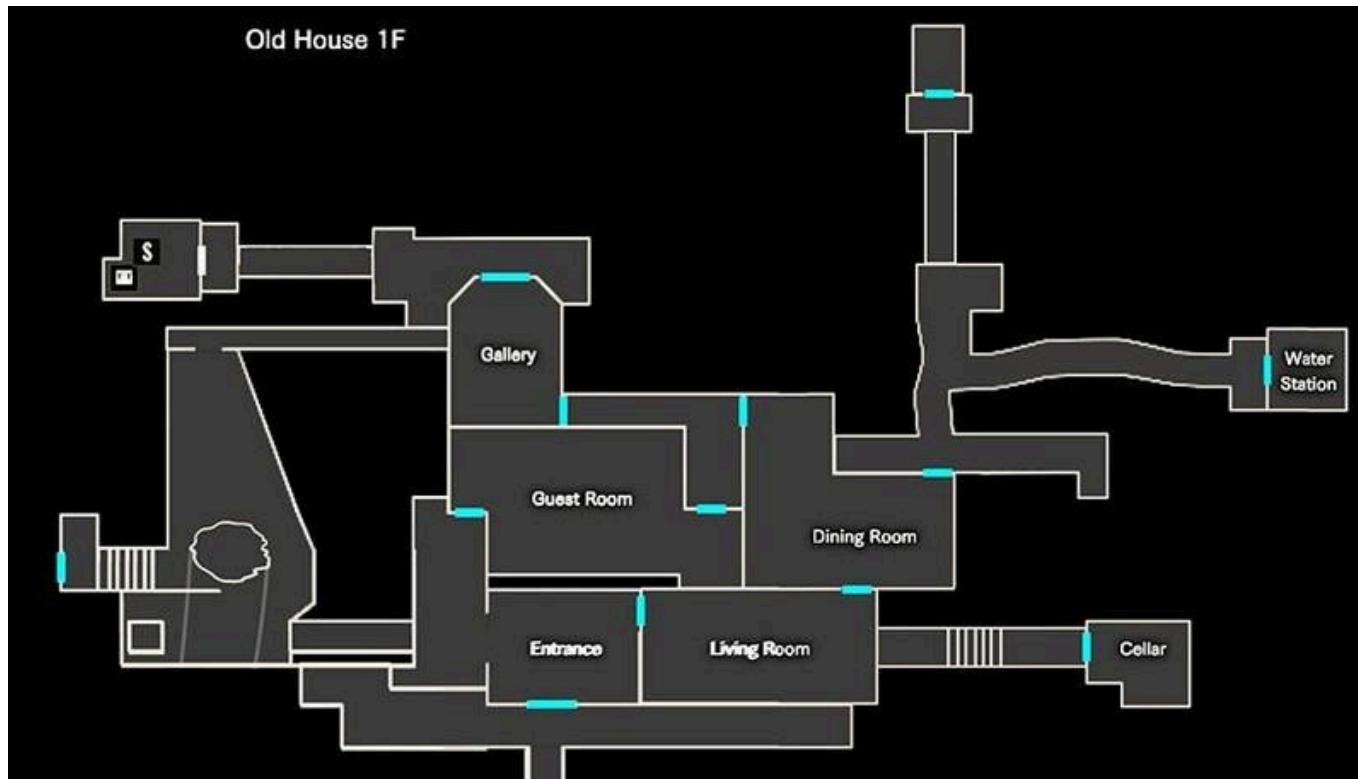 Old House 1F
S
Gallery
Water
Station
Guest Room
Dining Room
Entrance
Living Room
Cellar